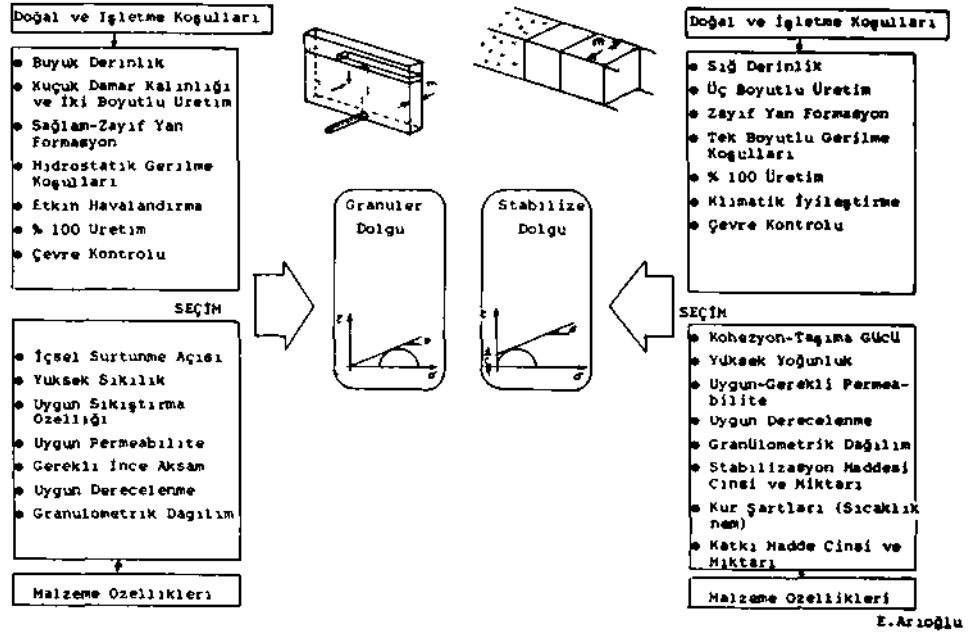 Doğal ve İşletme Koşulları
● Büyük Derinlik
● Küçük Damar Kalınlığı
ve İki Boyutlu Üretim
● Sağlam-Zayıf Yan
Formasyon
● Hidrostatik Gerilme
Koşulları
● Etkin Havalandırma
● % 100 Üretim
● Çevre Kontrolu
SEÇİM
● İçsel Sürtünme Açısı
● Yüksek Sıkılık
● Uygun Sıkıştırma
Özelliği
● Uygun Permeabilite
● Gerekli İnce Aksam
● Uygun Derecelenme
● Granulometrik Dağılım
Malzeme Özellikleri
Granuler
Dolgu
τ
σ
Stabilize
Dolgu
τ
c
σ
Doğal ve İşletme Koşulları
● Sığ Derinlik
● Üç Boyutlu Üretim
● Zayıf Yan Formasyon
● Tek Boyutlu Gerilme
Koşulları
● % 100 Üretim
● Klimatik İyileştirme
● Çevre Kontrolu
SEÇİM
● Kohezyon-Taşıma Gücü
● Yüksek Yoğunluk
● Uygun-Gerekli Permea-
bilite
● Uygun Derecelenme
● Granülometrik Dağılım
● Stabilizasyon Maddesi
Cinsi ve Miktarı
● Kür Şartları (Sıcaklık
nem)
● Katkı Madde Cinsi ve
Miktarı
Malzeme Özellikleri
E.Arıoğlu